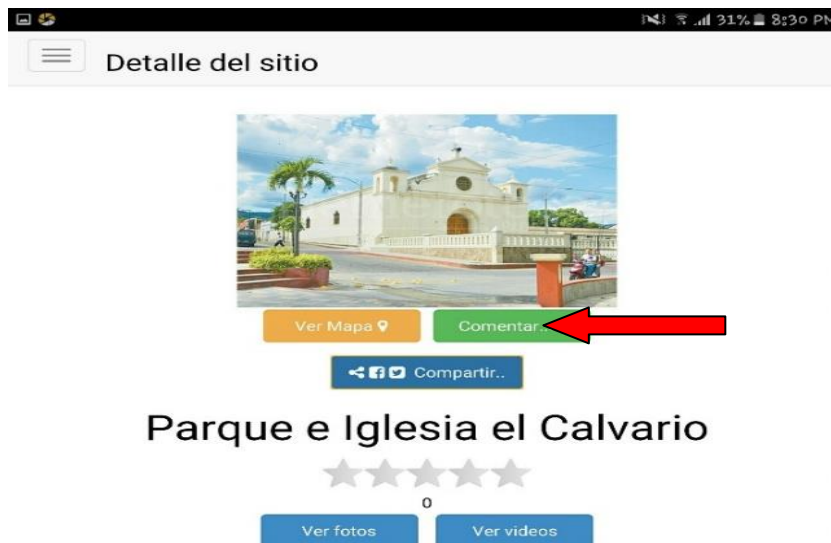 31% 8:30 PM
Detalle del sitio
Ver Mapa
Comentar..
Compartir..
Parque e Iglesia el Calvario
0
Ver fotos
Ver videos